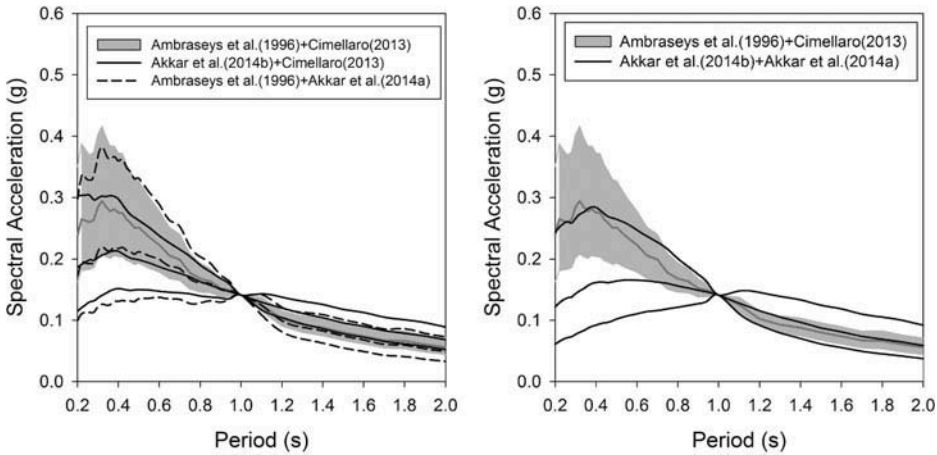 Ambraseys et al.(1996)+Cimellaro(2013)
Akkar et al.(2014b)+Cimellaro(2013)
Ambraseys et al.(1996)+Akkar et al.(2014a)
Spectral Acceleration (g)
0.6
0.5
0.4
0.3
0.2
0.1
0.0
0.2 0.4 0.6 0.8 1.0 1.2 1.4 1.6 1.8 2.0
Period (s)
Ambraseys et al.(1996)+Cimellaro(2013)
Akkar et al.(2014b)+Akkar et al.(2014a)
Spectral Acceleration (g)
0.6
0.5
0.4
0.3
0.2
0.1
0.0
0.2 0.4 0.6 0.8 1.0 1.2 1.4 1.6 1.8 2.0
Period (s)